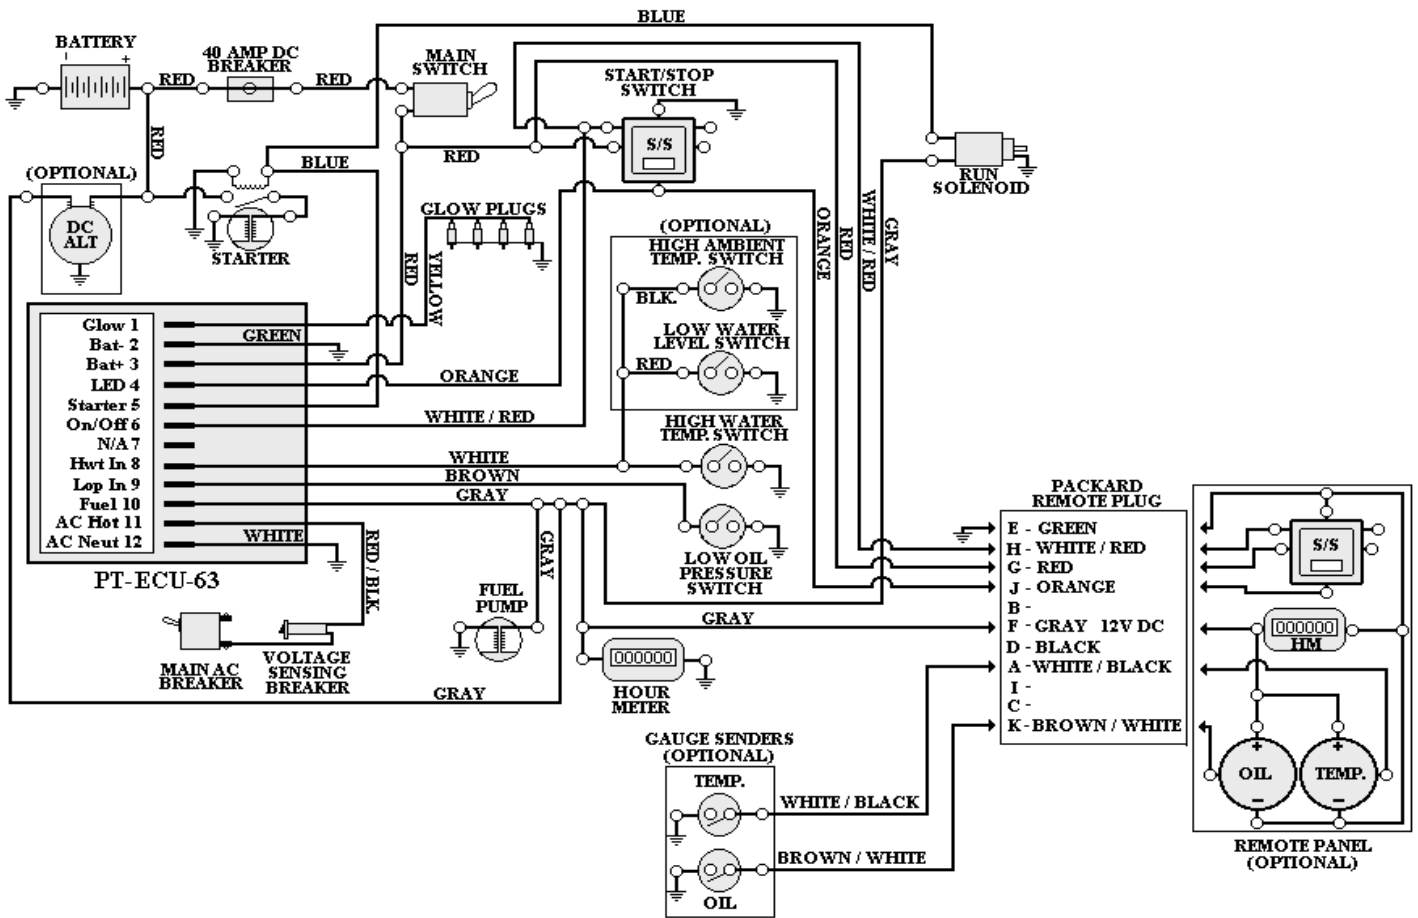 BLUE
BATTERY
- +
40 AMP DC
BREAKER
RED
RED
MAIN
SWITCH
START/STOP
SWITCH
S/S
RED
RED
BLUE
RUN
SOLENOID
(OPTIONAL)
DC
ALT
STARTER
GLOW PLUGS
RED
YELLOW
ORANGE
RED
WHITE / RED
GRAY
(OPTIONAL)
HIGH AMBIENT
TEMP. SWITCH
BLK.
LOW WATER
LEVEL SWITCH
RED
Glow 1
Bat- 2
Bat+ 3
LED 4
Starter 5
On/Off 6
N/A 7
Hwt In 8
Lop In 9
Fuel 10
AC Hot 11
AC Neut 12
GREEN
ORANGE
WHITE / RED
WHITE
BROWN
GRAY
WHITE
PT-ECU-63
HIGH WATER
TEMP. SWITCH
LOW OIL
PRESSURE
SWITCH
RED / BLK
GRAY
FUEL
PUMP
MAIN AC
BREAKER
VOLTAGE
SENSING
BREAKER
GRAY
000000
HOUR
METER
GRAY
PACKARD
REMOTE PLUG
E - GREEN
H - WHITE / RED
G - RED
J - ORANGE
B -
F - GRAY 12V DC
D - BLACK
A - WHITE / BLACK
I -
C -
K - BROWN / WHITE
S/S
000000
HM
+ +
OIL
TEMP.
- -
REMOTE PANEL
(OPTIONAL)
GAUGE SENDERS
(OPTIONAL)
TEMP.
WHITE / BLACK
BROWN / WHITE
OIL